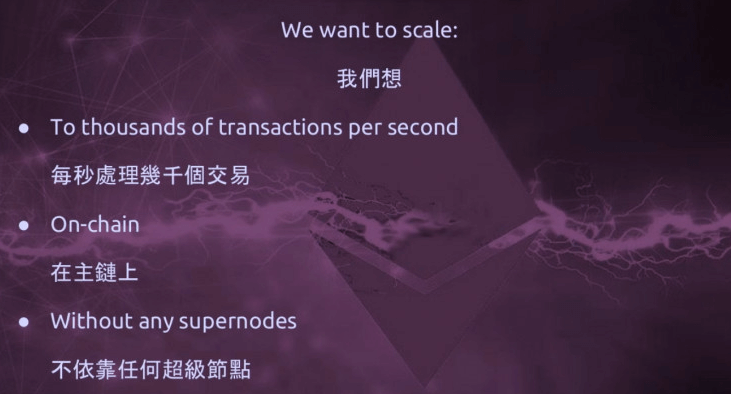 We want to scale:
我們想
● To thousands of transactions per second
每秒處理幾千個交易
● On-chain
在主鏈上
● Without any supernodes
不依靠任何超級節點